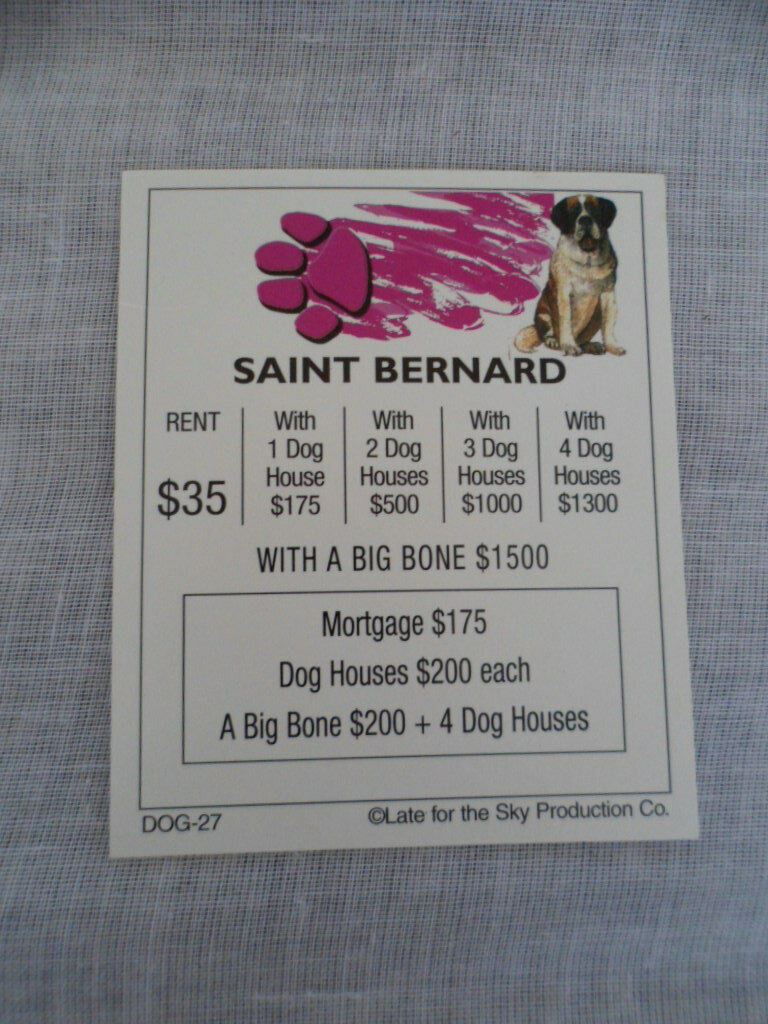 SAINT BERNARD
RENT
$35
With
1 Dog
House
$175
With
2 Dog
Houses
$500
With
3 Dog
Houses
$1000
With
4 Dog
Houses
$1300
WITH A BIG BONE $1500
Mortgage $175
Dog Houses $200 each
A Big Bone $200 + 4 Dog Houses
DOG-27
©Late for the Sky Production Co.